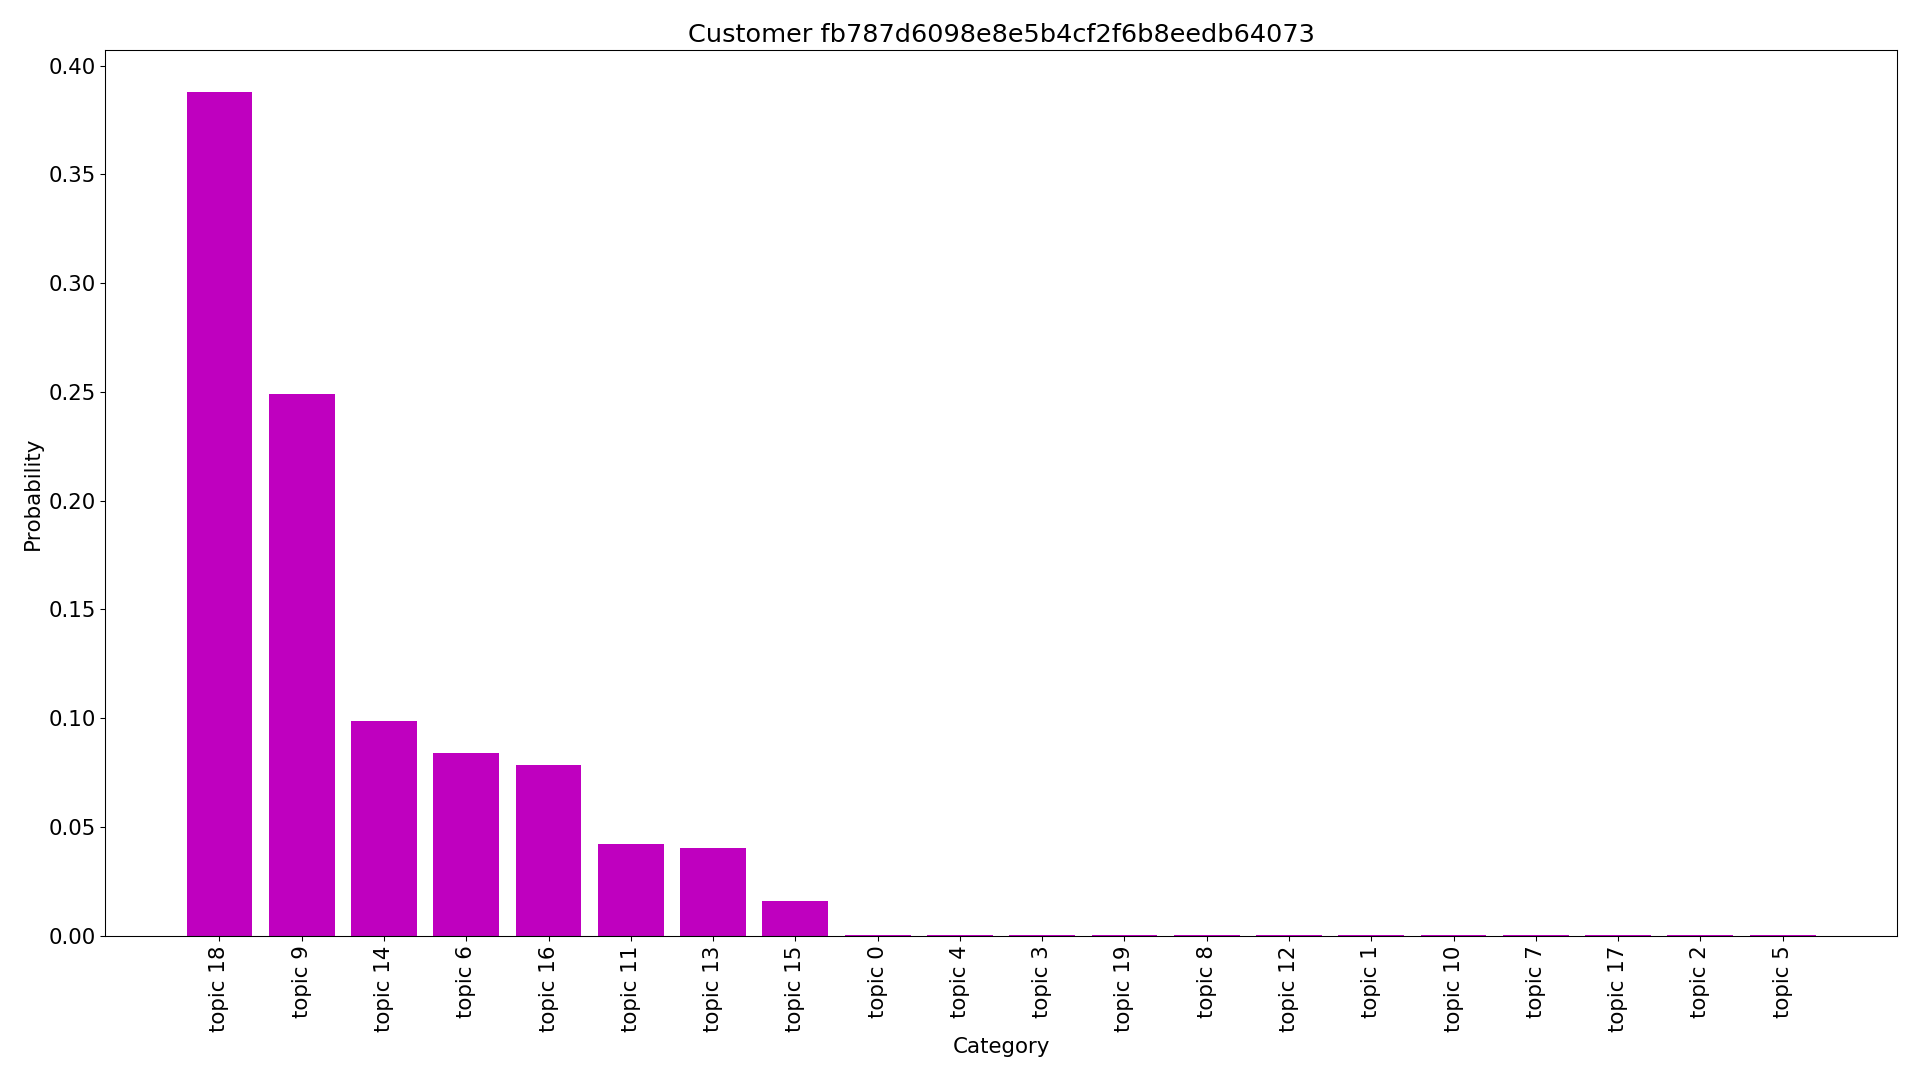 Customer fb787d6098e8e5b4cf2f6b8eedb64073
0.40
0.35
0.30
0.25
0.20
0.15
0.10
0.05
0.00
Probability
topic 18
topic 9
topic 14
topic 6
topic 16
topic 11
topic 13
topic 15
topic 0
topic 4
topic 3
topic 19
topic 8
topic 12
topic 1
topic 10
topic 7
topic 17
topic 2
topic 5
Category